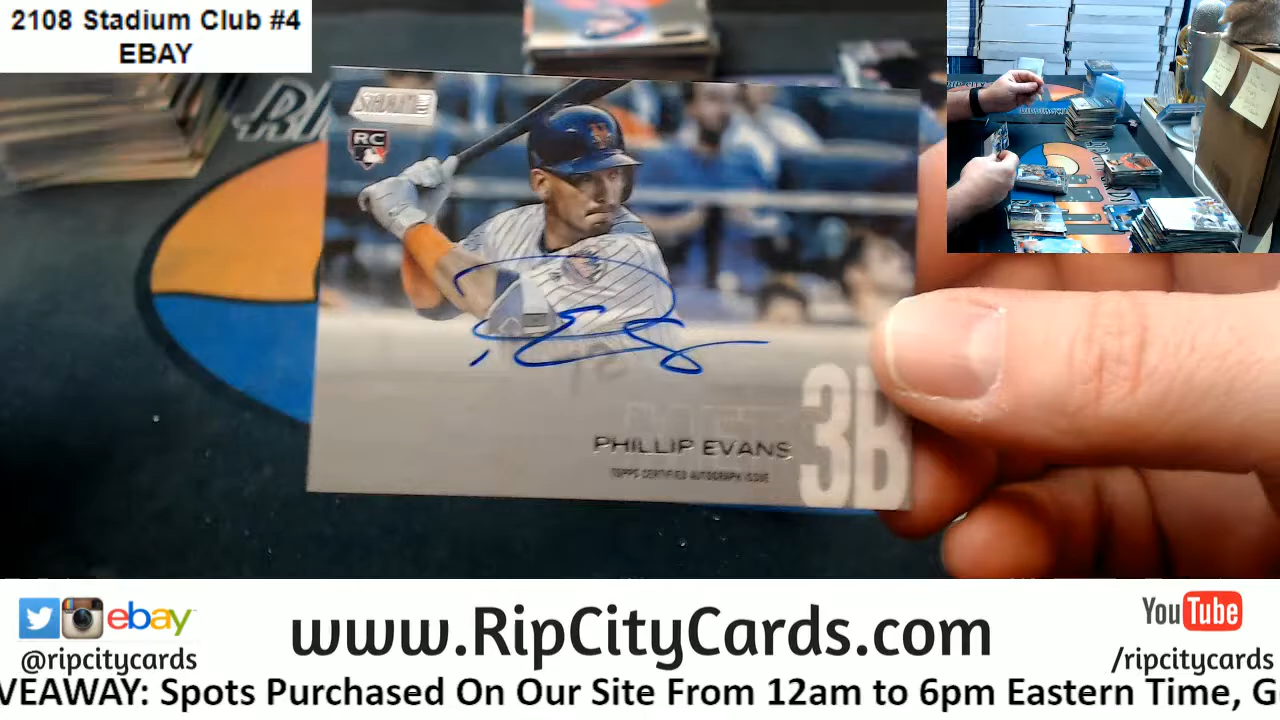 2108 Stadium Club #4
EBAY
STADIUM
RC
3B
PHILLIP EVANS
TOPPS CERTIFIED AUTOGRAPH ISSUE
ebay
@ripcitycards
www.RipCityCards.com
YouTube
/ripcitycards
VEAWAY: Spots Purchased On Our Site From 12am to 6pm Eastern Time, G